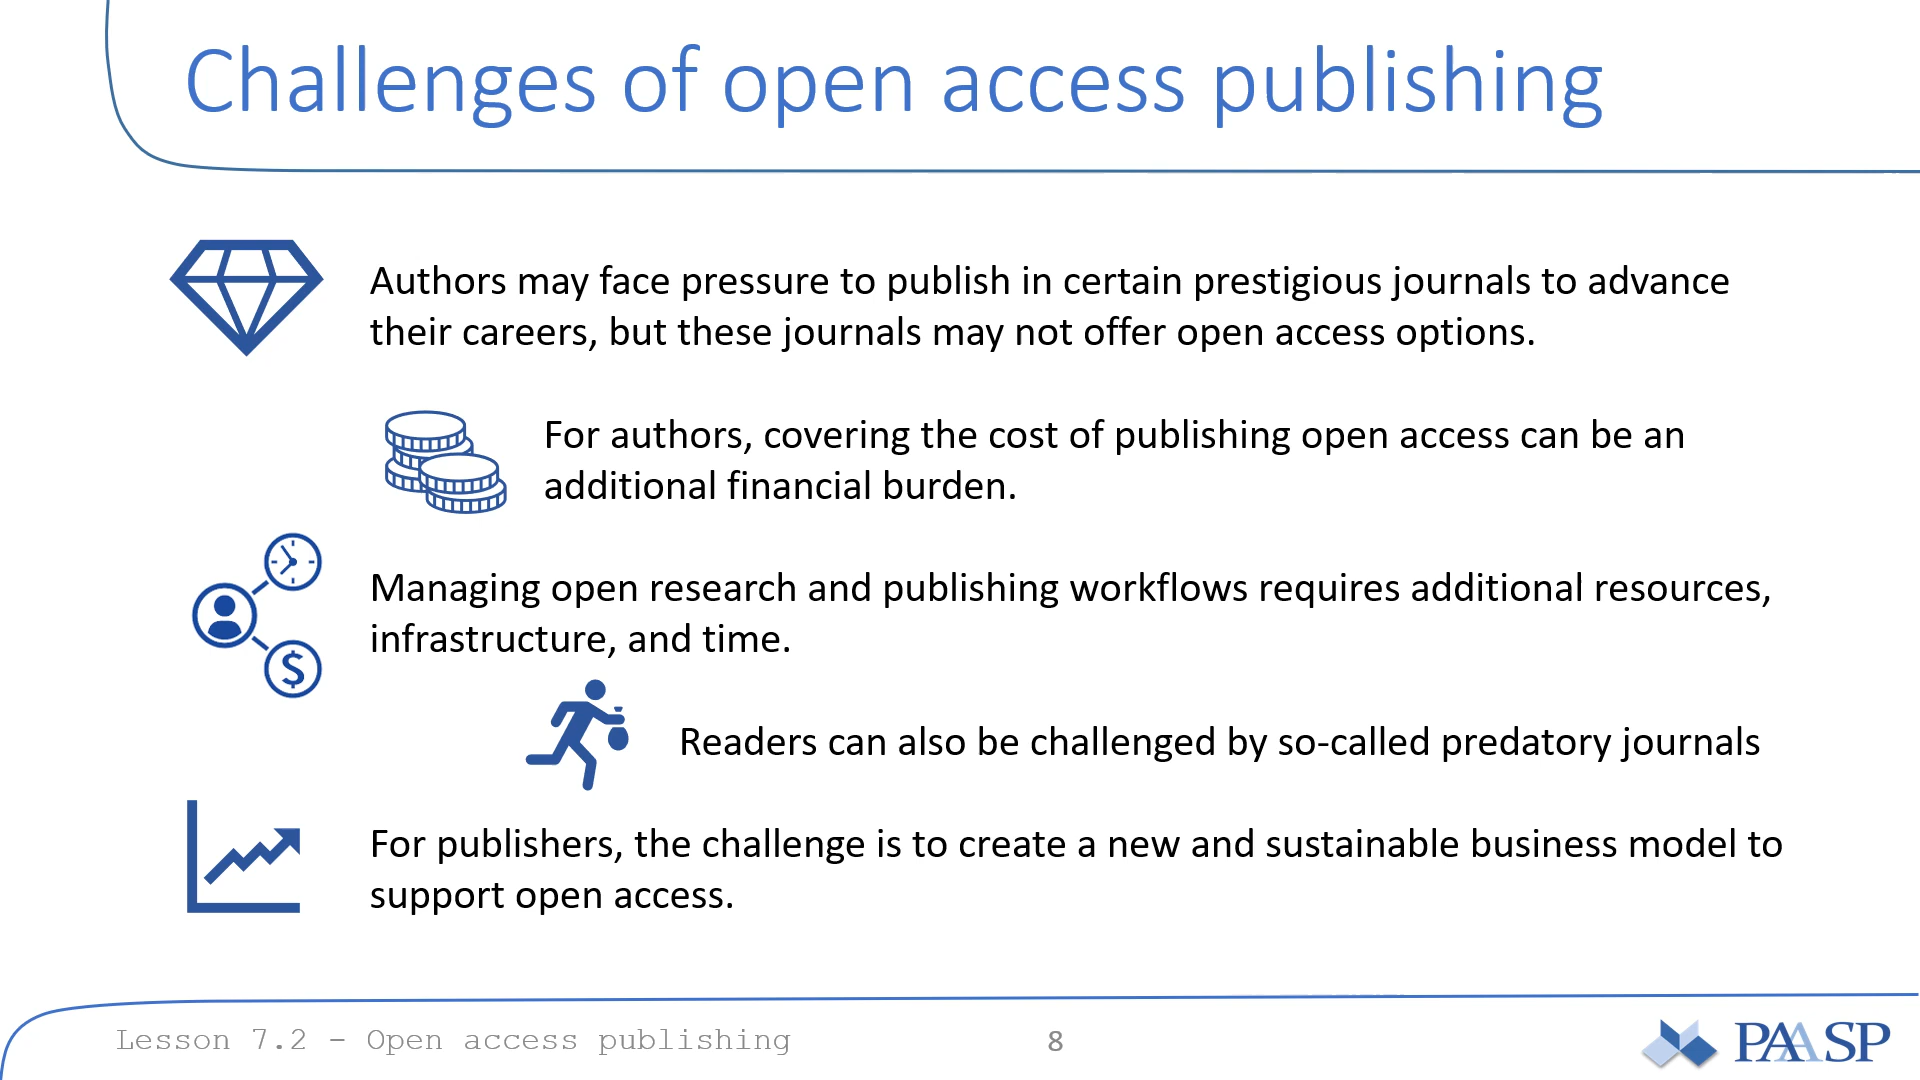 Challenges of open access publishing
Authors may face pressure to publish in certain prestigious journals to advance
their careers, but these journals may not offer open access options.
For authors, covering the cost of publishing open access can be an
additional financial burden.
Managing open research and publishing workflows requires additional resources,
infrastructure, and time.
$
Readers can also be challenged by so-called predatory journals
For publishers, the challenge is to create a new and sustainable business model to
support open access.
Lesson 7.2 - Open access publishing
8
PAASP